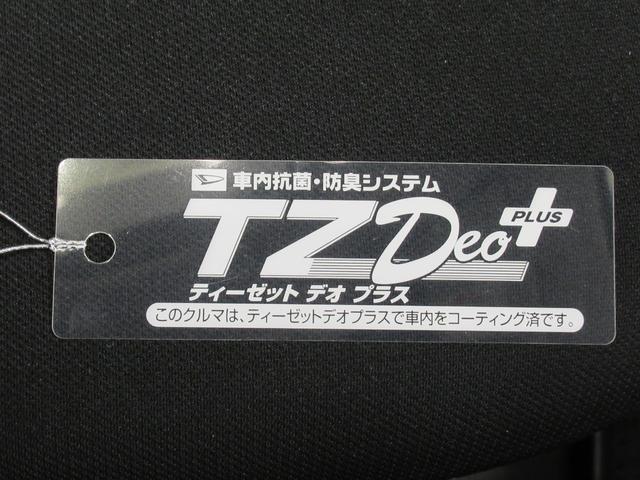 車内抗菌・防臭システム
TZ Deo PLUS
ティーゼット デオ プラス
このクルマは、ティーゼットデオプラスで車内をコーティング済です。